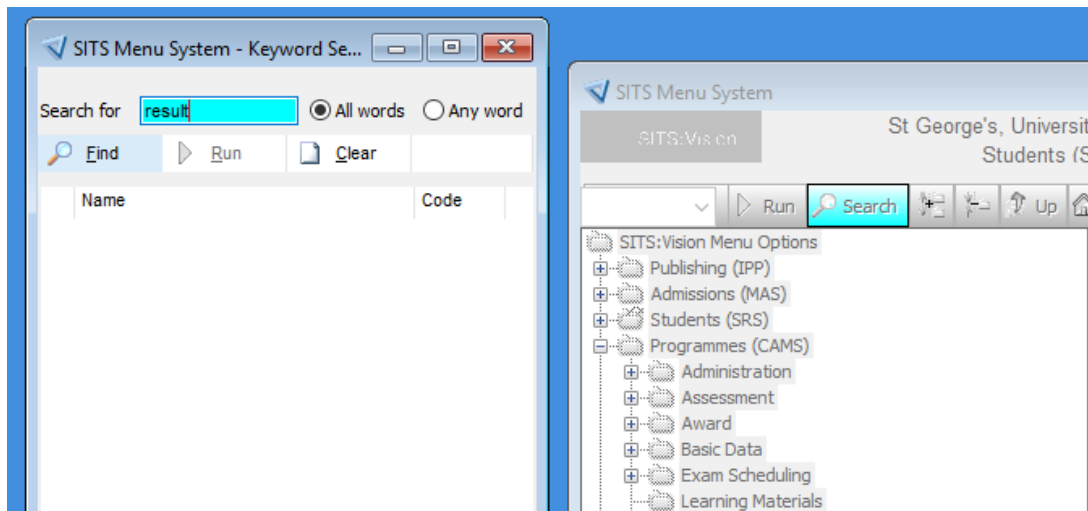 SITS Menu System - Keyword Se...
Search for result All words Any word
Find Run Clear
Name Code
SITS Menu System
SITS:Vision
St George's, Universit
Students (S
Run Search Up
SITS:Vision Menu Options
Publishing (IPP)
Admissions (MAS)
Students (SRS)
Programmes (CAMS)
Administration
Assessment
Award
Basic Data
Exam Scheduling
Learning Materials